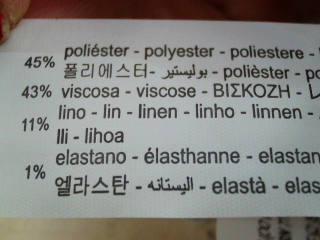 45% poliéster - polyester - poliestere -
폴리에스터- بوليستير - polièster - po
43% viscosa - viscose - ΒΙΣΚΟΖΗ -
11% lino - lin - linen - linho - linnen -
lli - lihoa
1% elastano - élasthanne - elastan
엘라스탄 - اليستانه - elastà - elas